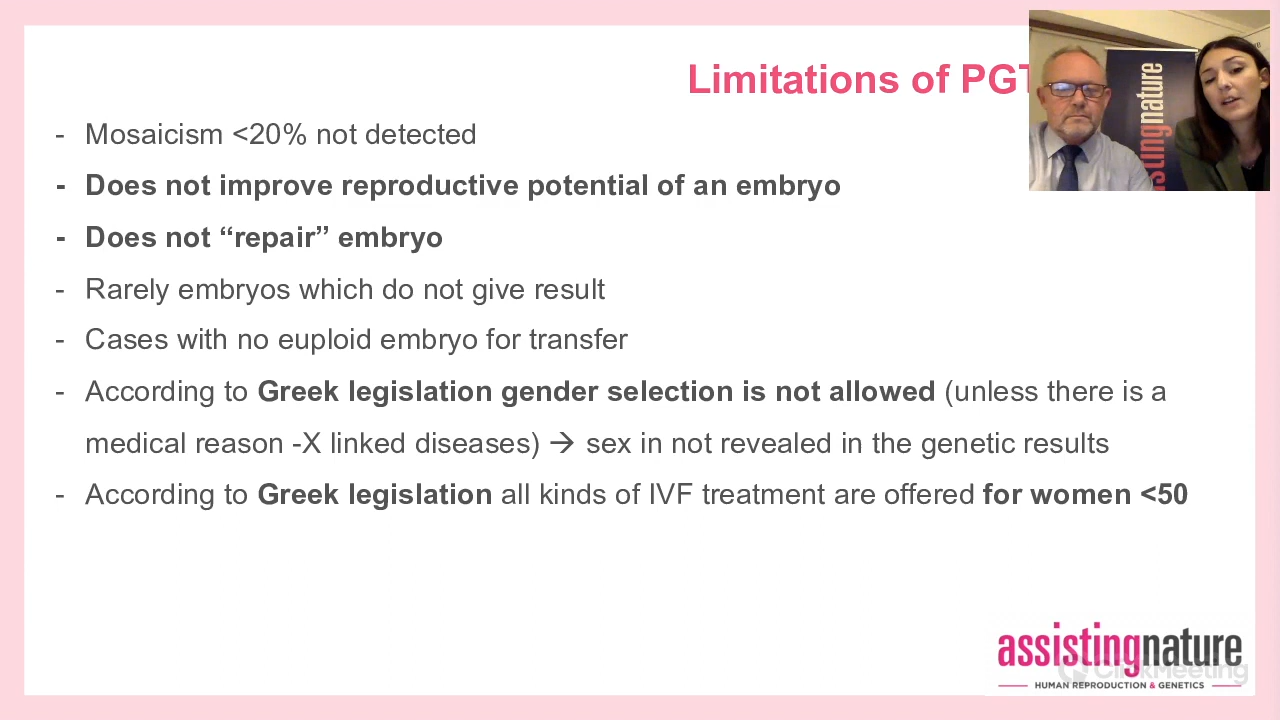 Limitations of PGT
- Mosaicism <20% not detected
- Does not improve reproductive potential of an embryo
- Does not “repair” embryo
- Rarely embryos which do not give result
- Cases with no euploid embryo for transfer
- According to Greek legislation gender selection is not allowed (unless there is a
medical reason -X linked diseases) → sex in not revealed in the genetic results
- According to Greek legislation all kinds of IVF treatment are offered for women <50
assistingnature
ClickMeeting
HUMAN REPRODUCTION & GENETICS